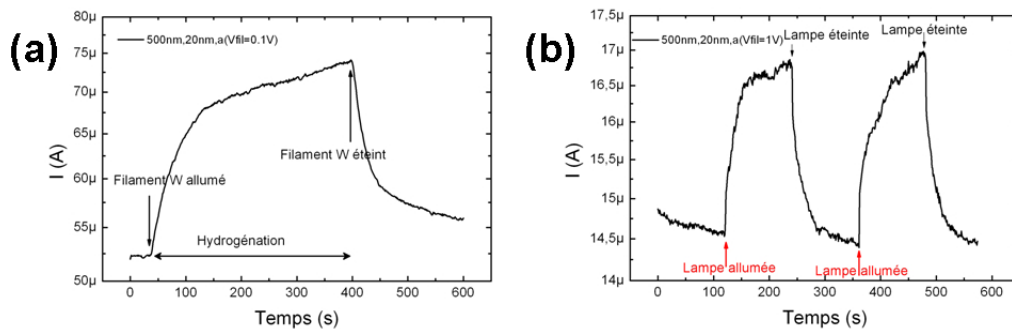 (a)
80µ
75µ
70µ
65µ
60µ
55µ
50µ
I (A)
500nm,20nm,a(Vfil=0.1V)
Filament W allumé
Filament W éteint
Hydrogénation
0 100 200 300 400 500 600
Temps (s)
(b)
17,5µ
17µ
16,5µ
16µ
15,5µ
15µ
14,5µ
14µ
I (A)
Lampe éteinte
Lampe éteinte
500nm,20nm,a(Vfil=1V)
Lampe allumée
Lampe allumée
0 100 200 300 400 500 600
Temps (s)